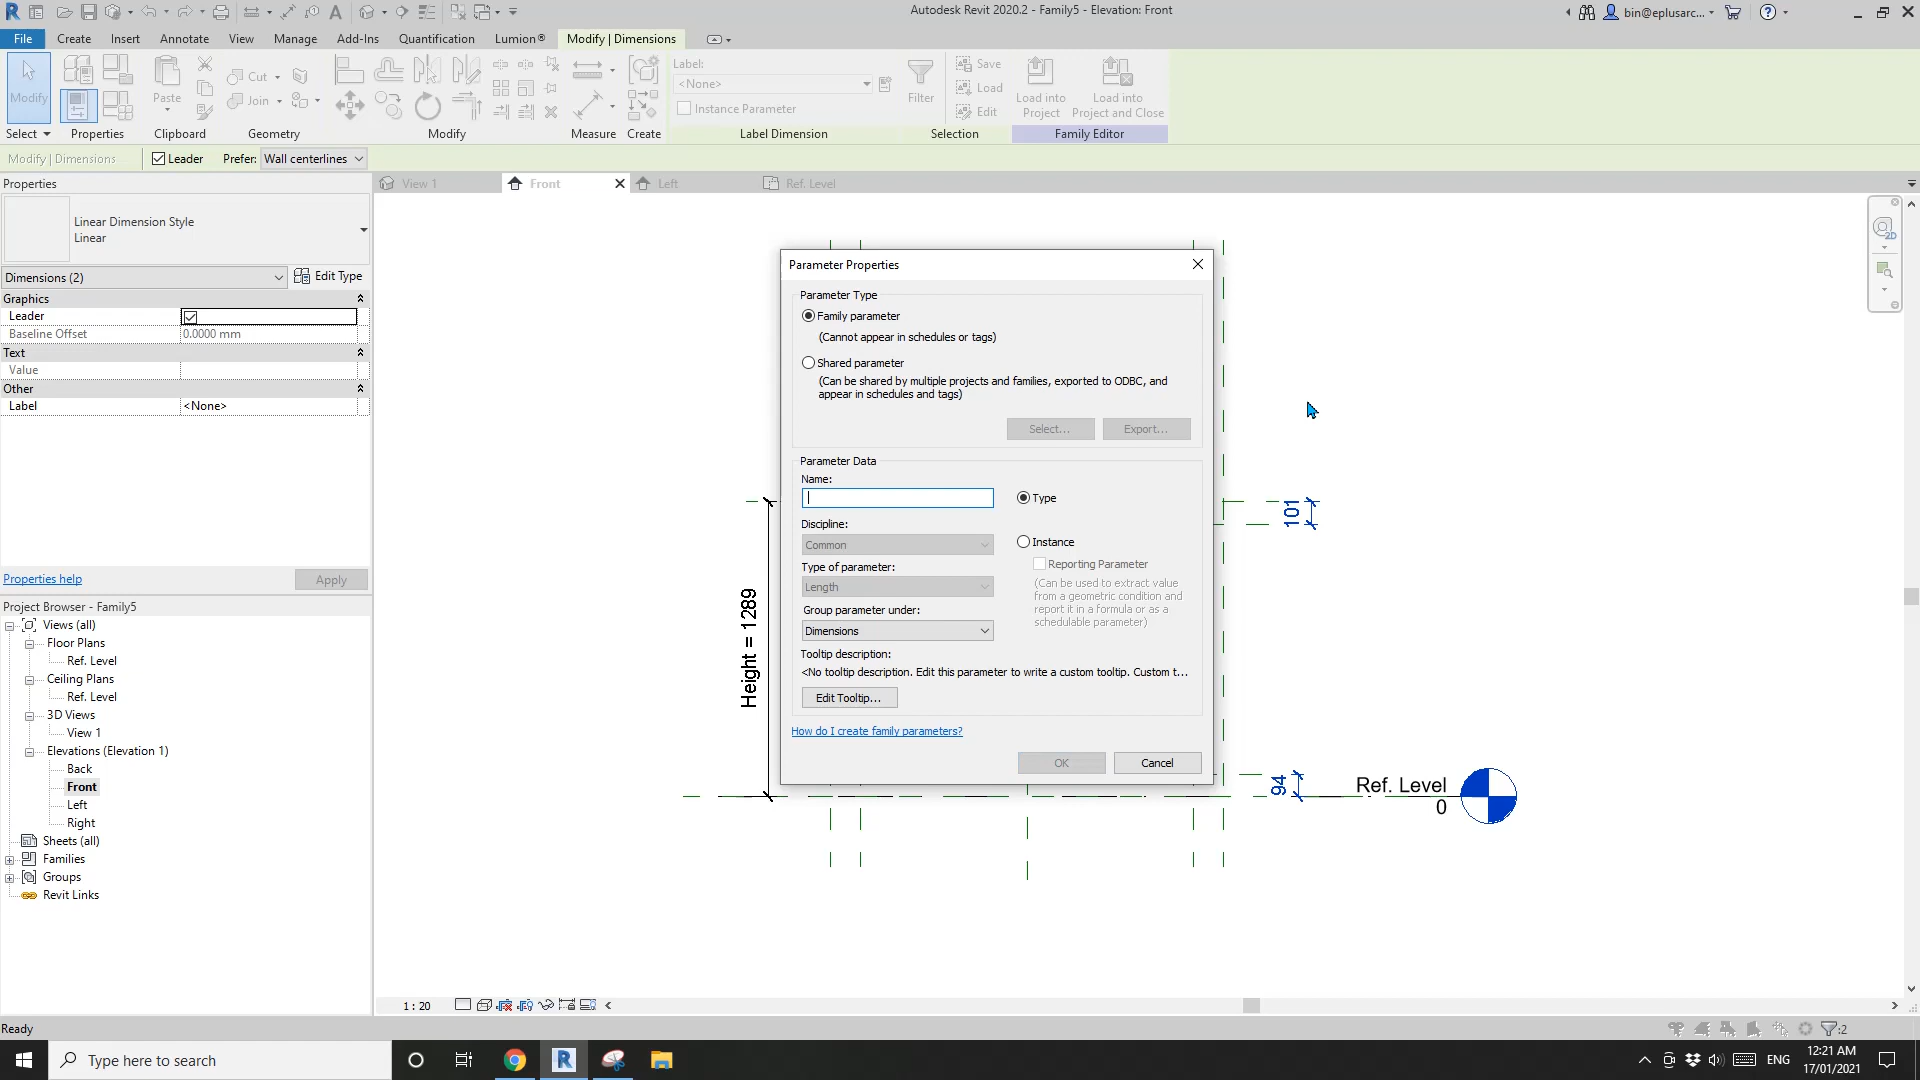 Autodesk Revit 2020.2 - Family5 - Elevation: Front
bin@eplusarc...
File
Create
Insert
Annotate
View
Manage
Add-Ins
Quantification
Lumion®
Modify | Dimensions
Modify
Select
Properties
Paste
Clipboard
Cut
Join
Geometry
Modify
Measure
Create
Label:
<None>
Instance Parameter
Label Dimension
Filter
Save
Load
Edit
Selection
Load into
Project
Load into
Project and Close
Family Editor
Modify | Dimensions
Leader
Prefer:
Wall centerlines
Properties
Linear Dimension Style
Linear
Dimensions (2)
Edit Type
Graphics
Leader
Baseline Offset
0.0000 mm
Text
Value
Other
Label
<None>
Properties help
Apply
Project Browser - Family5
Views (all)
Floor Plans
Ref. Level
Ceiling Plans
Ref. Level
3D Views
View 1
Elevations (Elevation 1)
Back
Front
Left
Right
Sheets (all)
Families
Groups
Revit Links
View 1
Front
Left
Ref. Level
2D
Parameter Properties
Parameter Type
Family parameter
(Cannot appear in schedules or tags)
Shared parameter
(Can be shared by multiple projects and families, exported to ODBC, and
appear in schedules and tags)
Select...
Export...
Parameter Data
Name:
Type
Discipline:
Common
Instance
Type of parameter:
Reporting Parameter
Length
(Can be used to extract value
from a geometric condition and
report it in a formula or as a
schedulable parameter)
Group parameter under:
Dimensions
Tooltip description:
<No tooltip description. Edit this parameter to write a custom tooltip. Custom t...
Edit Tooltip...
How do I create family parameters?
OK
Cancel
Height = 1289
101
94
Ref. Level
0
1 : 20
Ready
:2
Type here to search
ENG
12:21 AM
17/01/2021